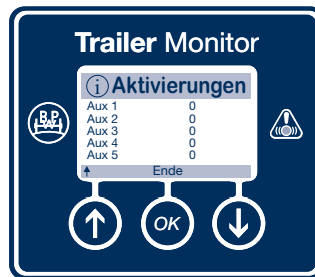 Trailer Monitor
i Aktivierungen
Aux 1 0
Aux 2 0
Aux 3 0
Aux 4 0
Aux 5 0
Ende
BPW
OK